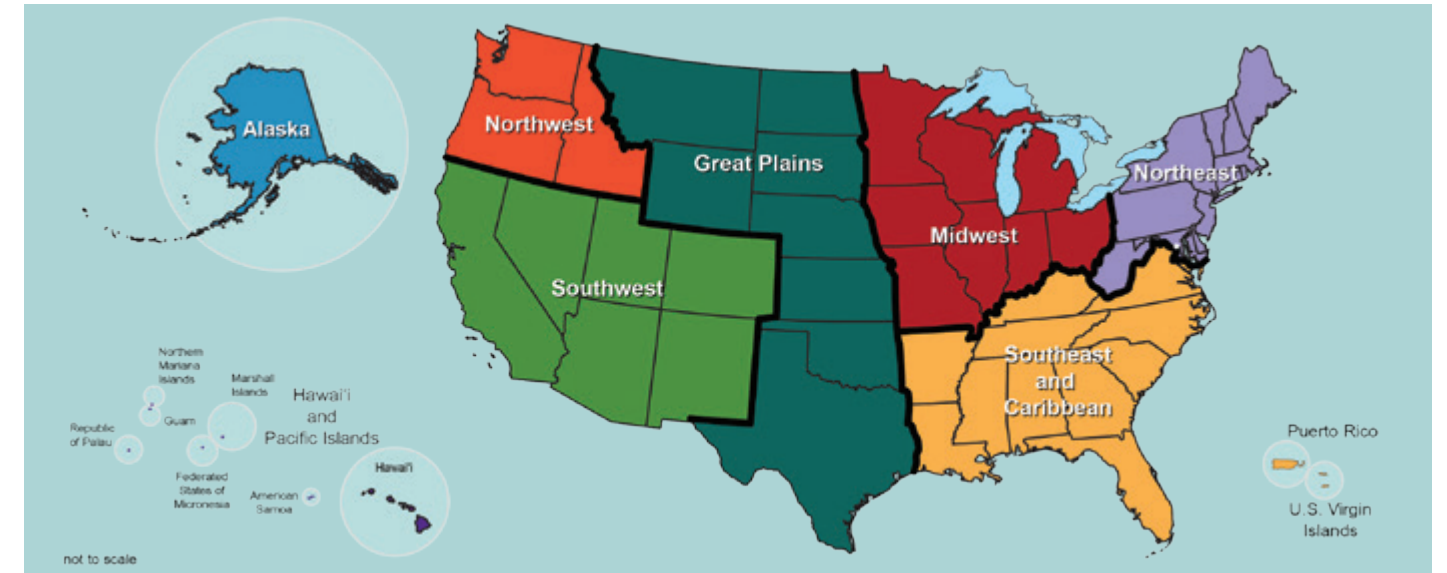 Alaska
Northwest
Great Plains
Northeast
Midwest
Southwest
Southeast
and
Caribbean
Northern
Mariana
Islands
Marshall
Islands
Guam
Republic
of Palau
Federated
States of
Micronesia
American
Samoa
Hawai'i
and
Pacific Islands
Hawai'i
Puerto Rico
U.S. Virgin
Islands
not to scale